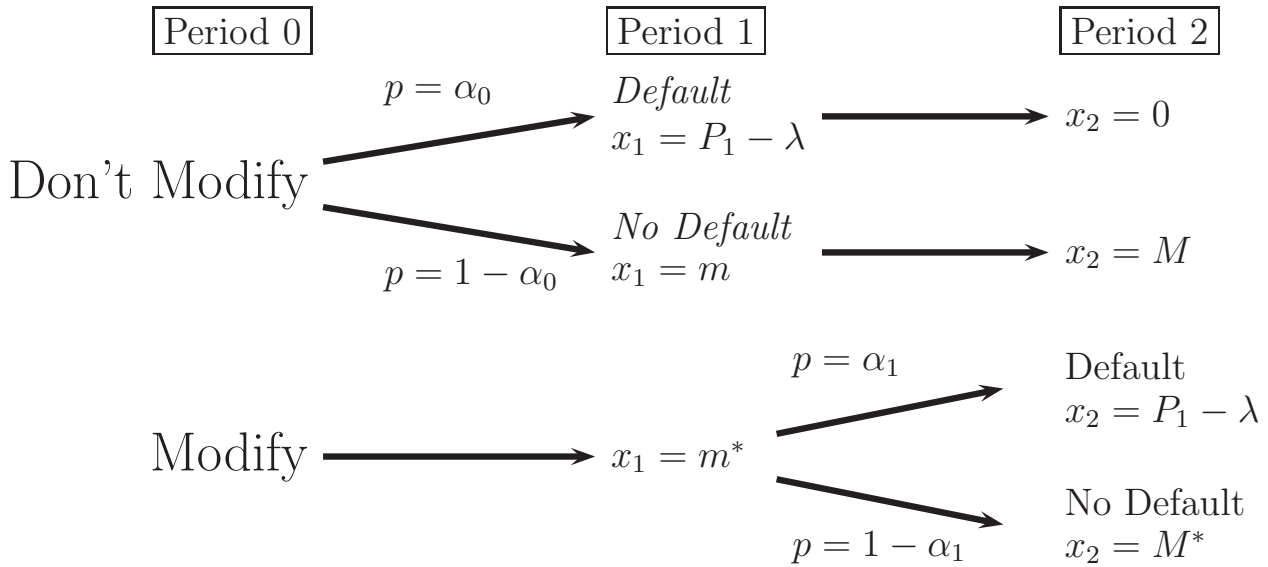 Period 0
Period 1
Period 2
p = α₀
Default
x₁ = P₁ − λ
x₂ = 0
Don't Modify
No Default
x₁ = m
x₂ = M
p = 1 − α₀
p = α₁
Default
x₂ = P₁ − λ
Modify
x₁ = m*
No Default
x₂ = M*
p = 1 − α₁